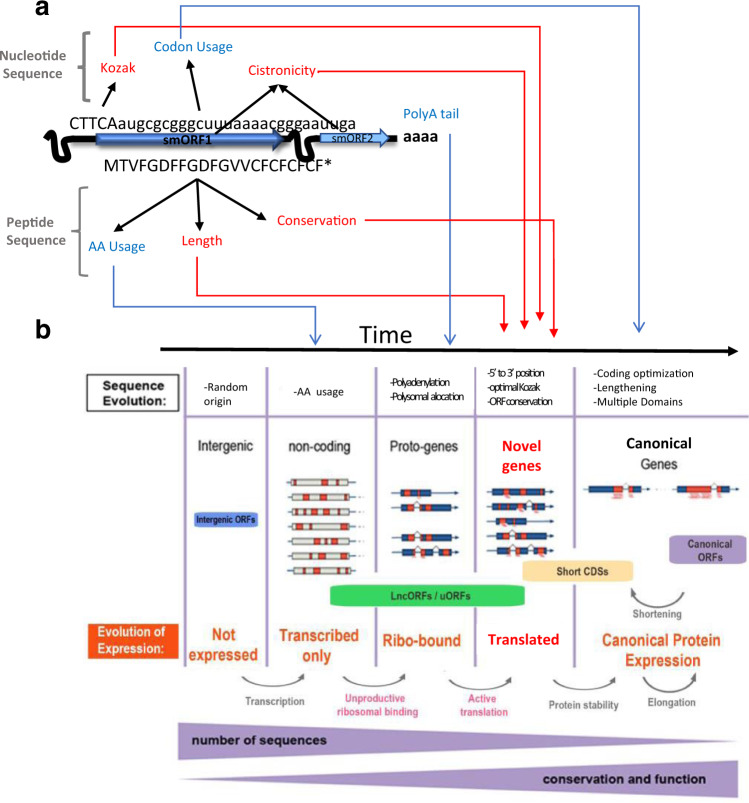 a
Nucleotide
Sequence
Kozak
Codon Usage
Cistronicity
PolyA tail
CTTCAaugcgcgggcuuuaaaacgggaauuga
smORF1
smORF2
aaaa
MTVFGDFFGDFGVVCFCFCFCF*
Peptide
Sequence
AA Usage
Length
Conservation
b
Time
Sequence
Evolution:
-Random
origin
-AA usage
-Polyadenylation
-Polysomal alocation
-5' to 3' position
-optimal Kozak
-ORF conservation
-Coding optimization
-Lengthening
-Multiple Domains
Intergenic
non-coding
Proto-genes
Novel
genes
Canonical
Genes
Intergenic ORFs
Canonical
ORFs
Short CDSs
LncORFs / uORFs
Shortening
Evolution of
Expression:
Not
expressed
Transcribed
only
Ribo-bound
Translated
Canonical Protein
Expression
Transcription
Unproductive
ribosomal binding
Active
translation
Protein stability
Elongation
number of sequences
conservation and function